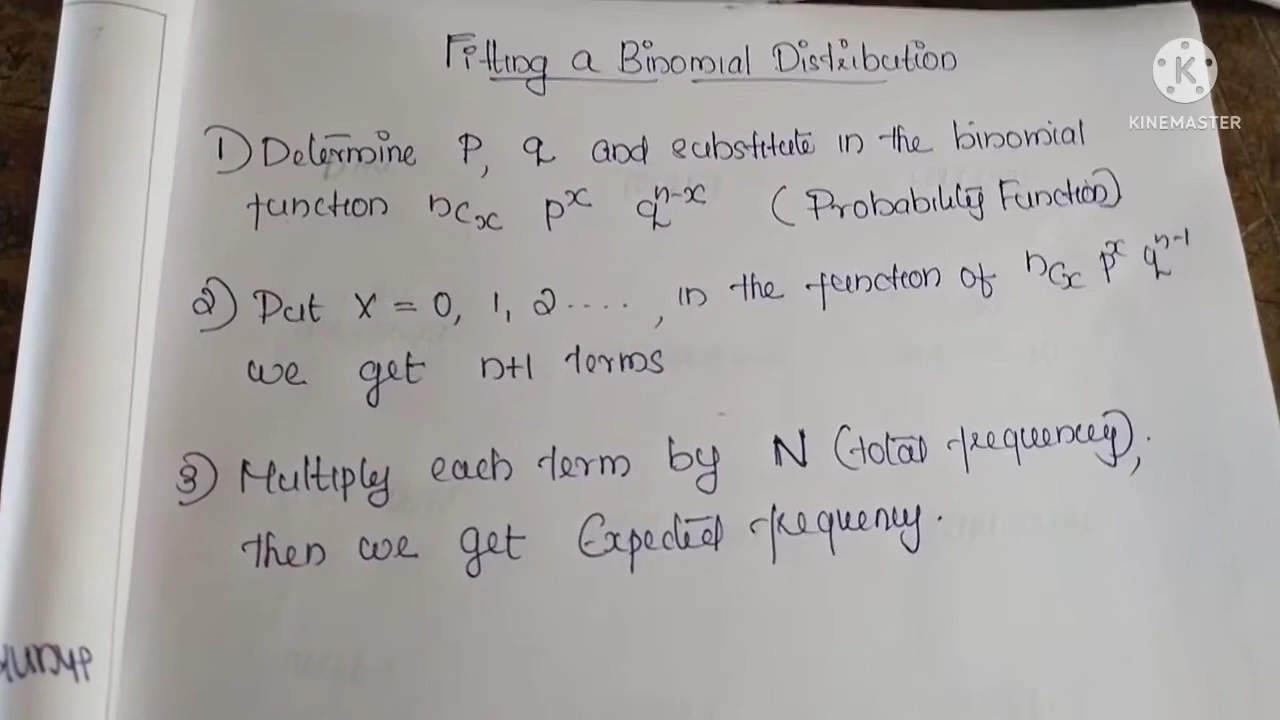 Fitting a Binomial Distribution
KINEMASTER
1) Determine P, q and substitute in the binomial
function nCx p^x q^n-x (Probability Function)
2) Put X = 0, 1, 2 ...., in the function of nCx p^x q^n-1
we get n+1 terms
3) Multiply each term by N (total frequency),
then we get Expected frequency.